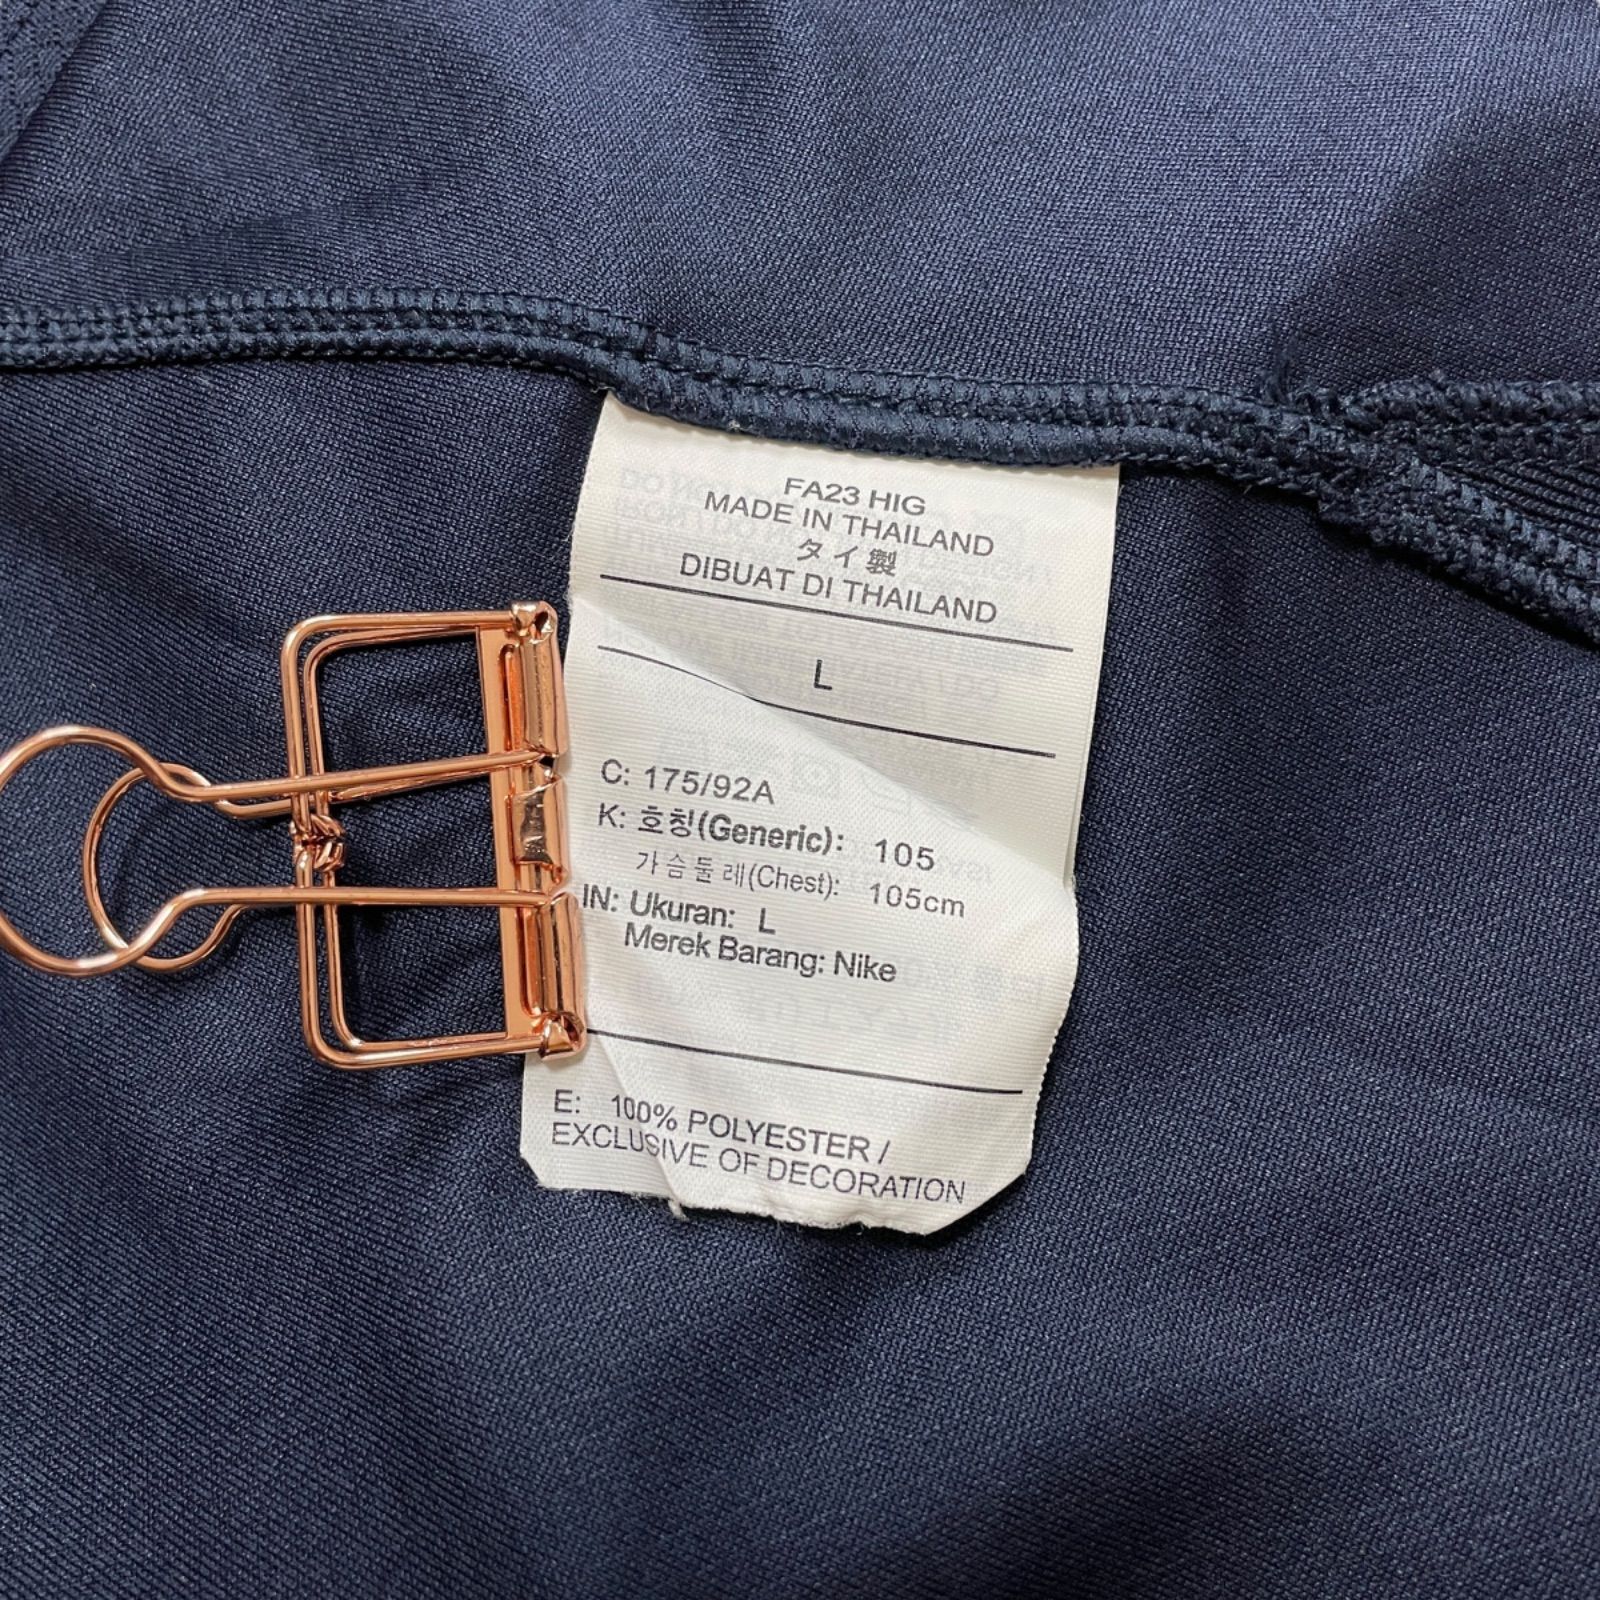 FA23 HIG
MADE IN THAILAND
タイ製
DIBUAT DI THAILAND
L
C: 175/92A
K: 호칭(Generic): 105
가슴둘레(Chest): 105cm
IN: Ukuran: L
Merek Barang: Nike
E: 100% POLYESTER /
EXCLUSIVE OF DECORATION